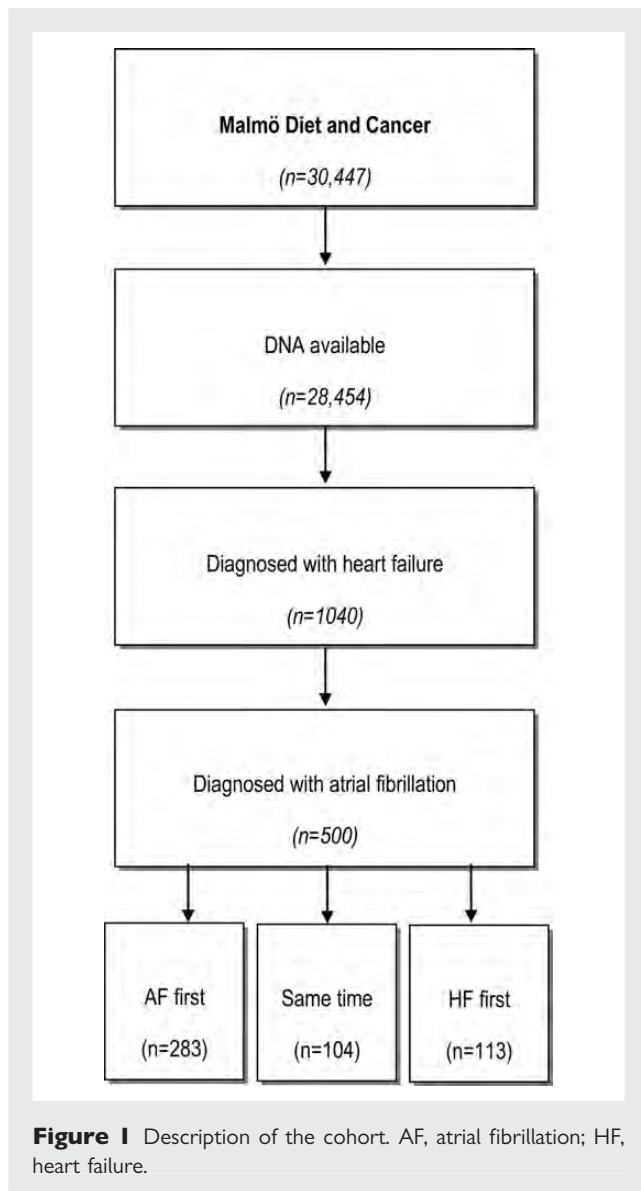 Malmö Diet and Cancer
(n=30,447)
DNA available
(n=28,454)
Diagnosed with heart failure
(n=1040)
Diagnosed with atrial fibrillation
(n=500)
AF first
(n=283)
Same time
(n=104)
HF first
(n=113)
Figure 1 Description of the cohort. AF, atrial fibrillation; HF,
heart failure.